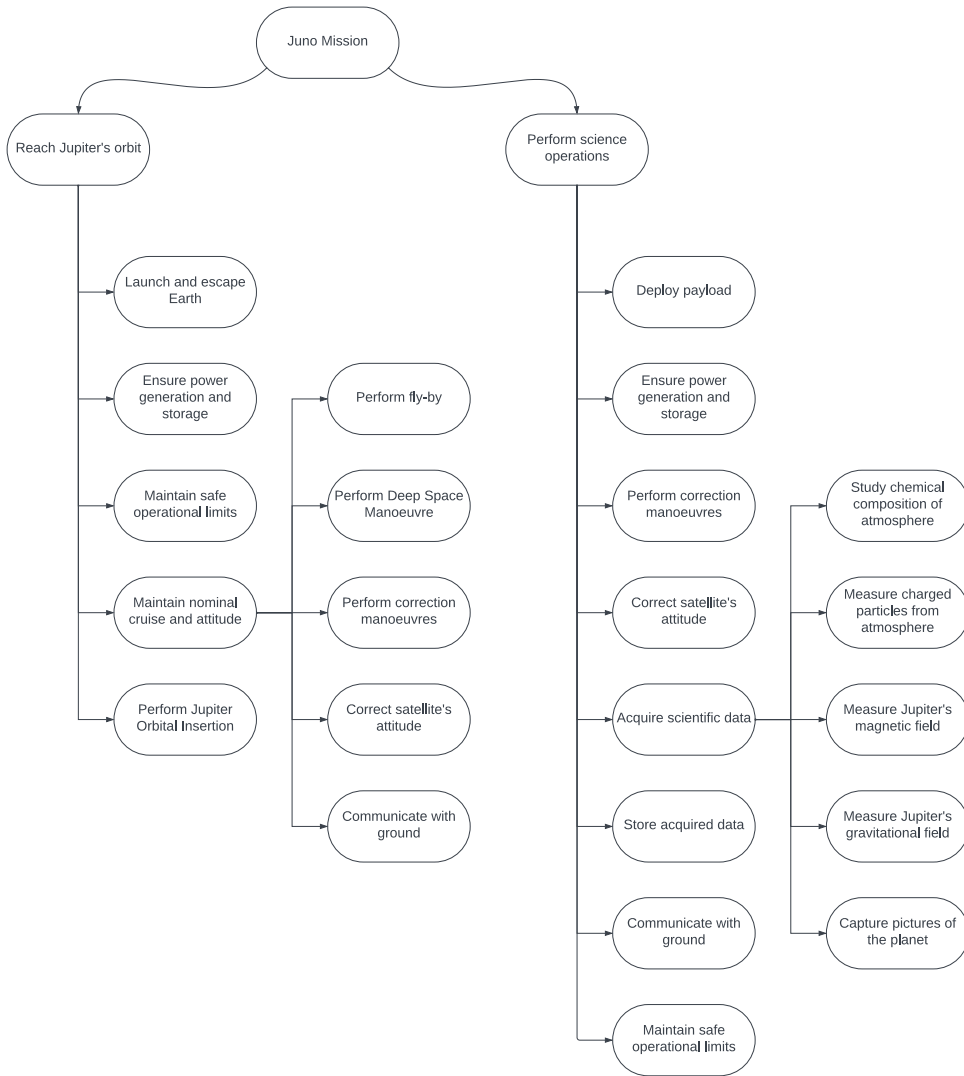 Juno Mission
Reach Jupiter's orbit
Perform science
operations
Launch and escape
Earth
Ensure power
generation and
storage
Maintain safe
operational limits
Maintain nominal
cruise and attitude
Perform Jupiter
Orbital Insertion
Perform fly-by
Perform Deep Space
Manoeuvre
Perform correction
manoeuvres
Correct satellite's
attitude
Communicate with
ground
Deploy payload
Ensure power
generation and
storage
Perform correction
manoeuvres
Correct satellite's
attitude
Acquire scientific data
Store acquired data
Communicate with
ground
Maintain safe
operational limits
Study chemical
composition of
atmosphere
Measure charged
particles from
atmosphere
Measure Jupiter's
magnetic field
Measure Jupiter's
gravitational field
Capture pictures of
the planet